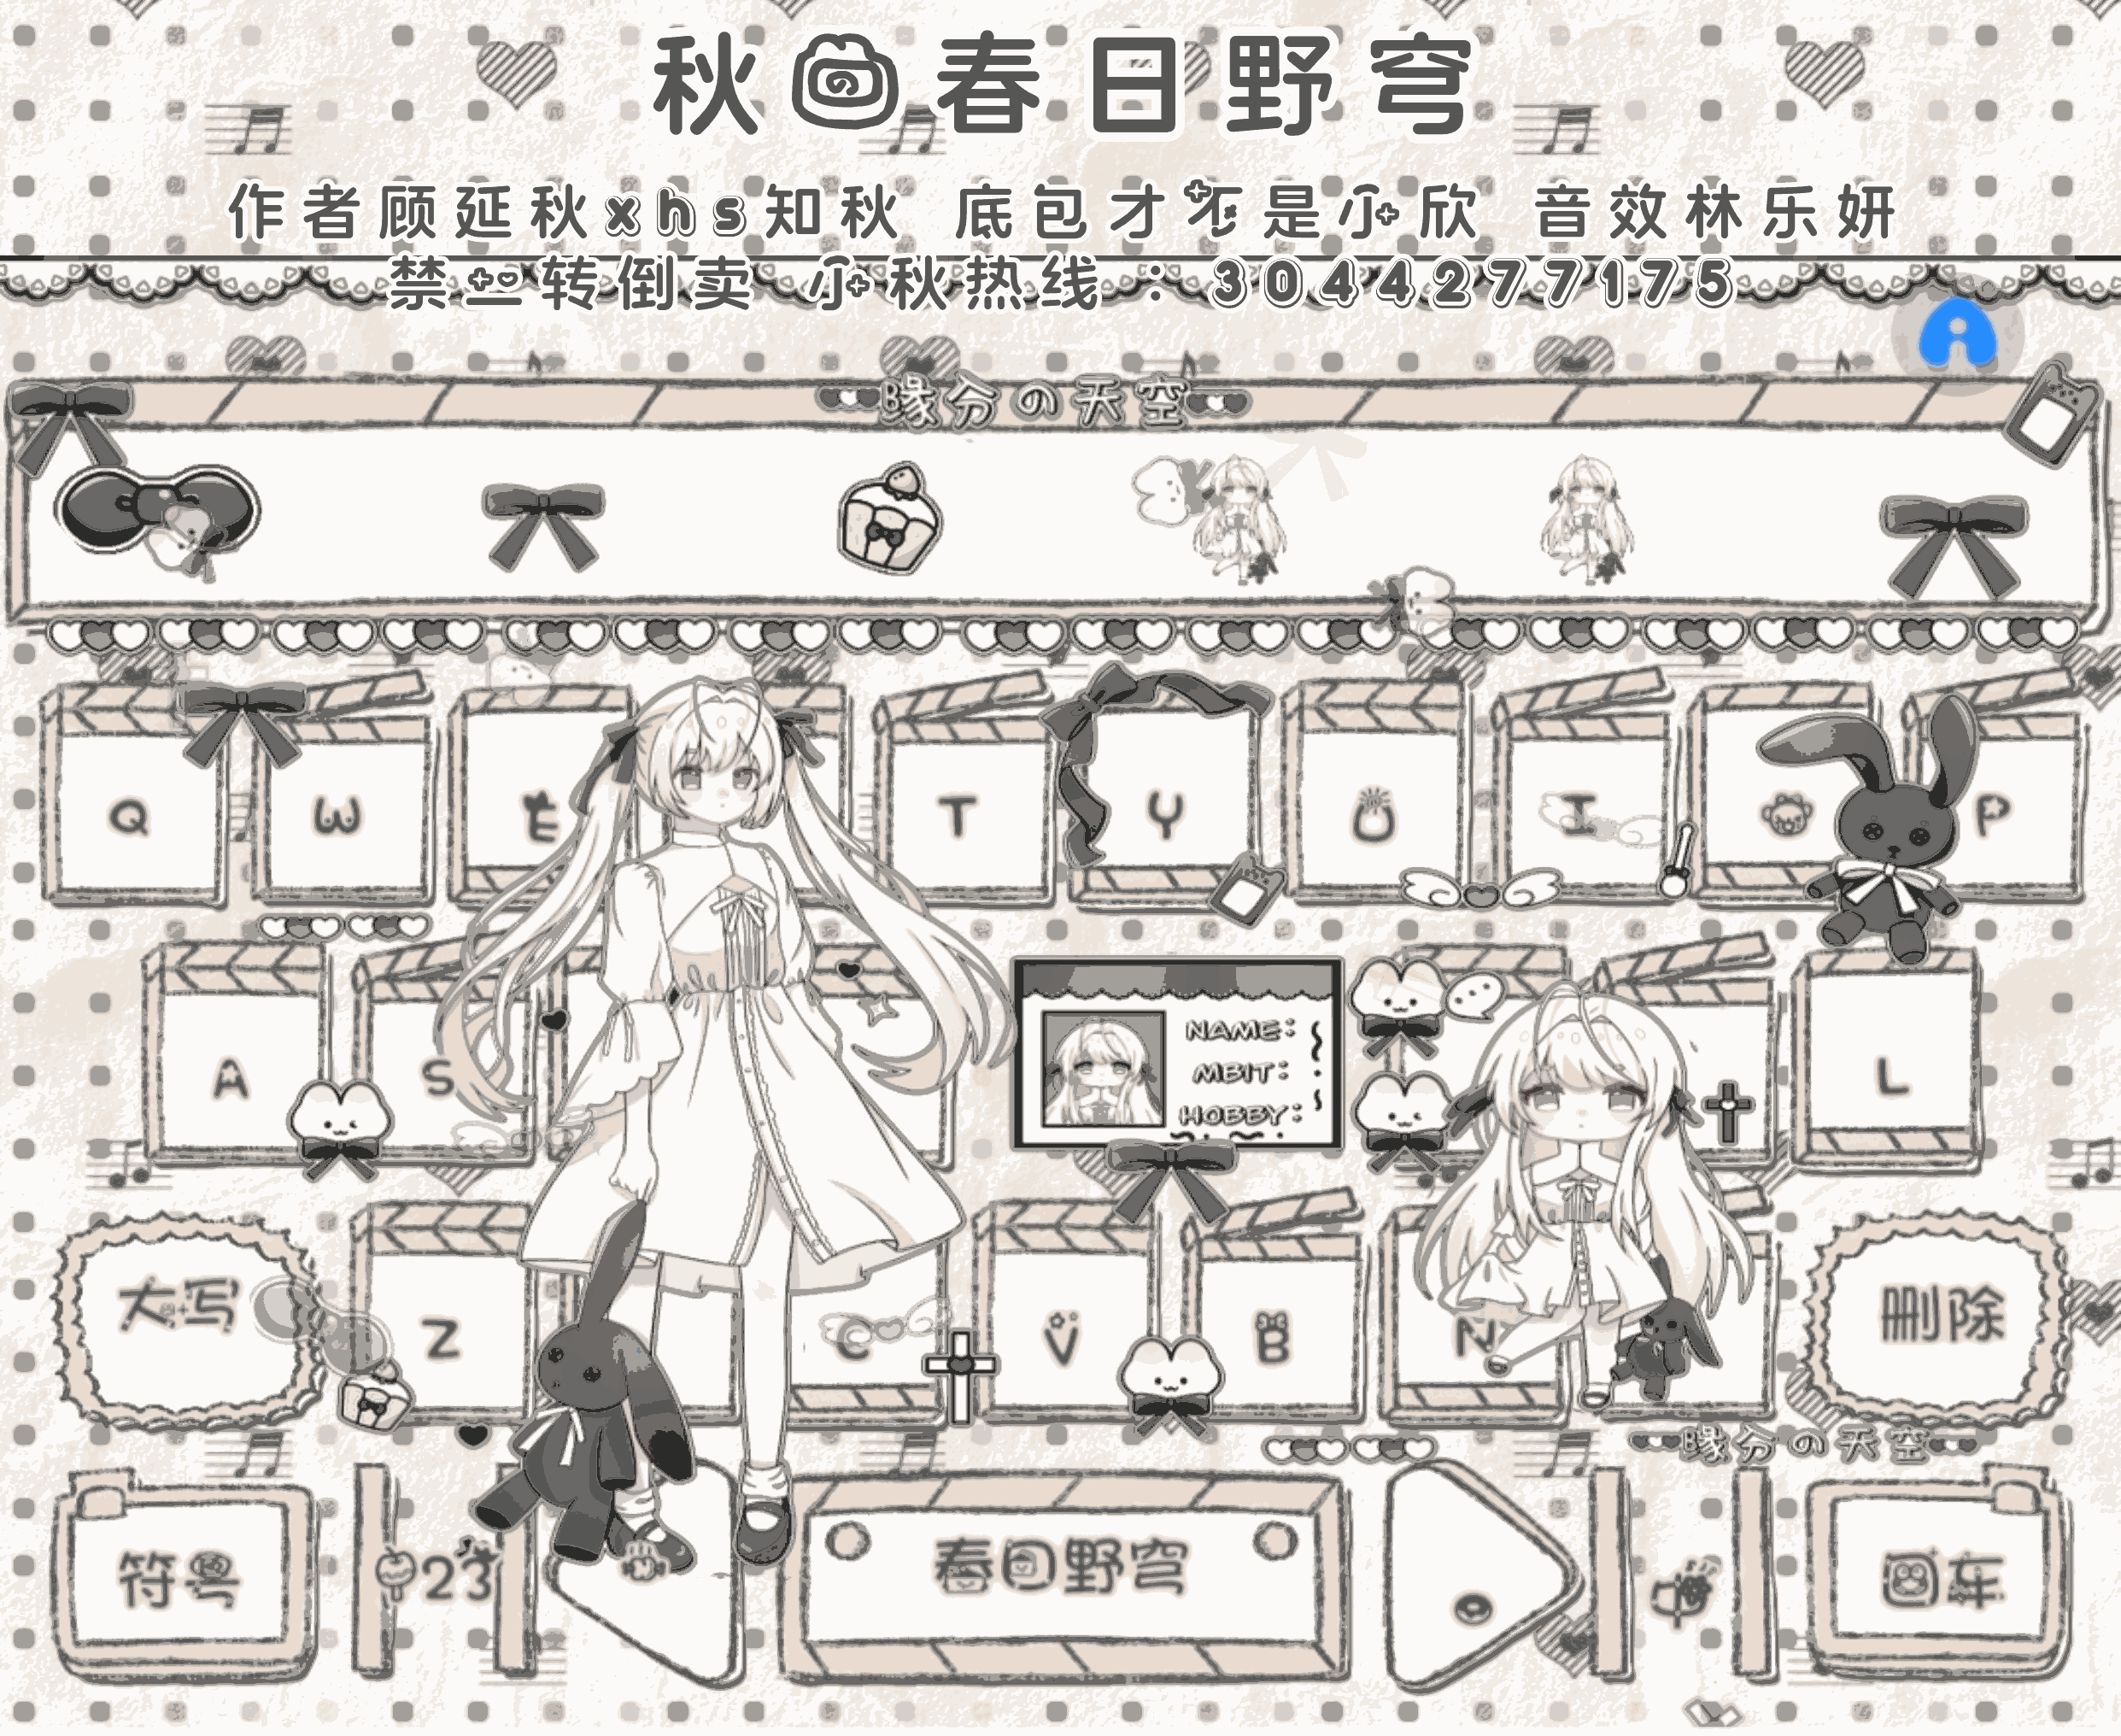 秋の春日野穹
作者顾延秋xhs知秋 底包才不是小欣 音效林乐妍
禁二转倒卖 小秋热线：3044277175
缘分の天空
Q W E T Y U I O P
A S L
NAME:
MBIT:
HOBBY:
大写 Z C V B N 删除
缘分の天空
符号 123 春日野穹 中 回车